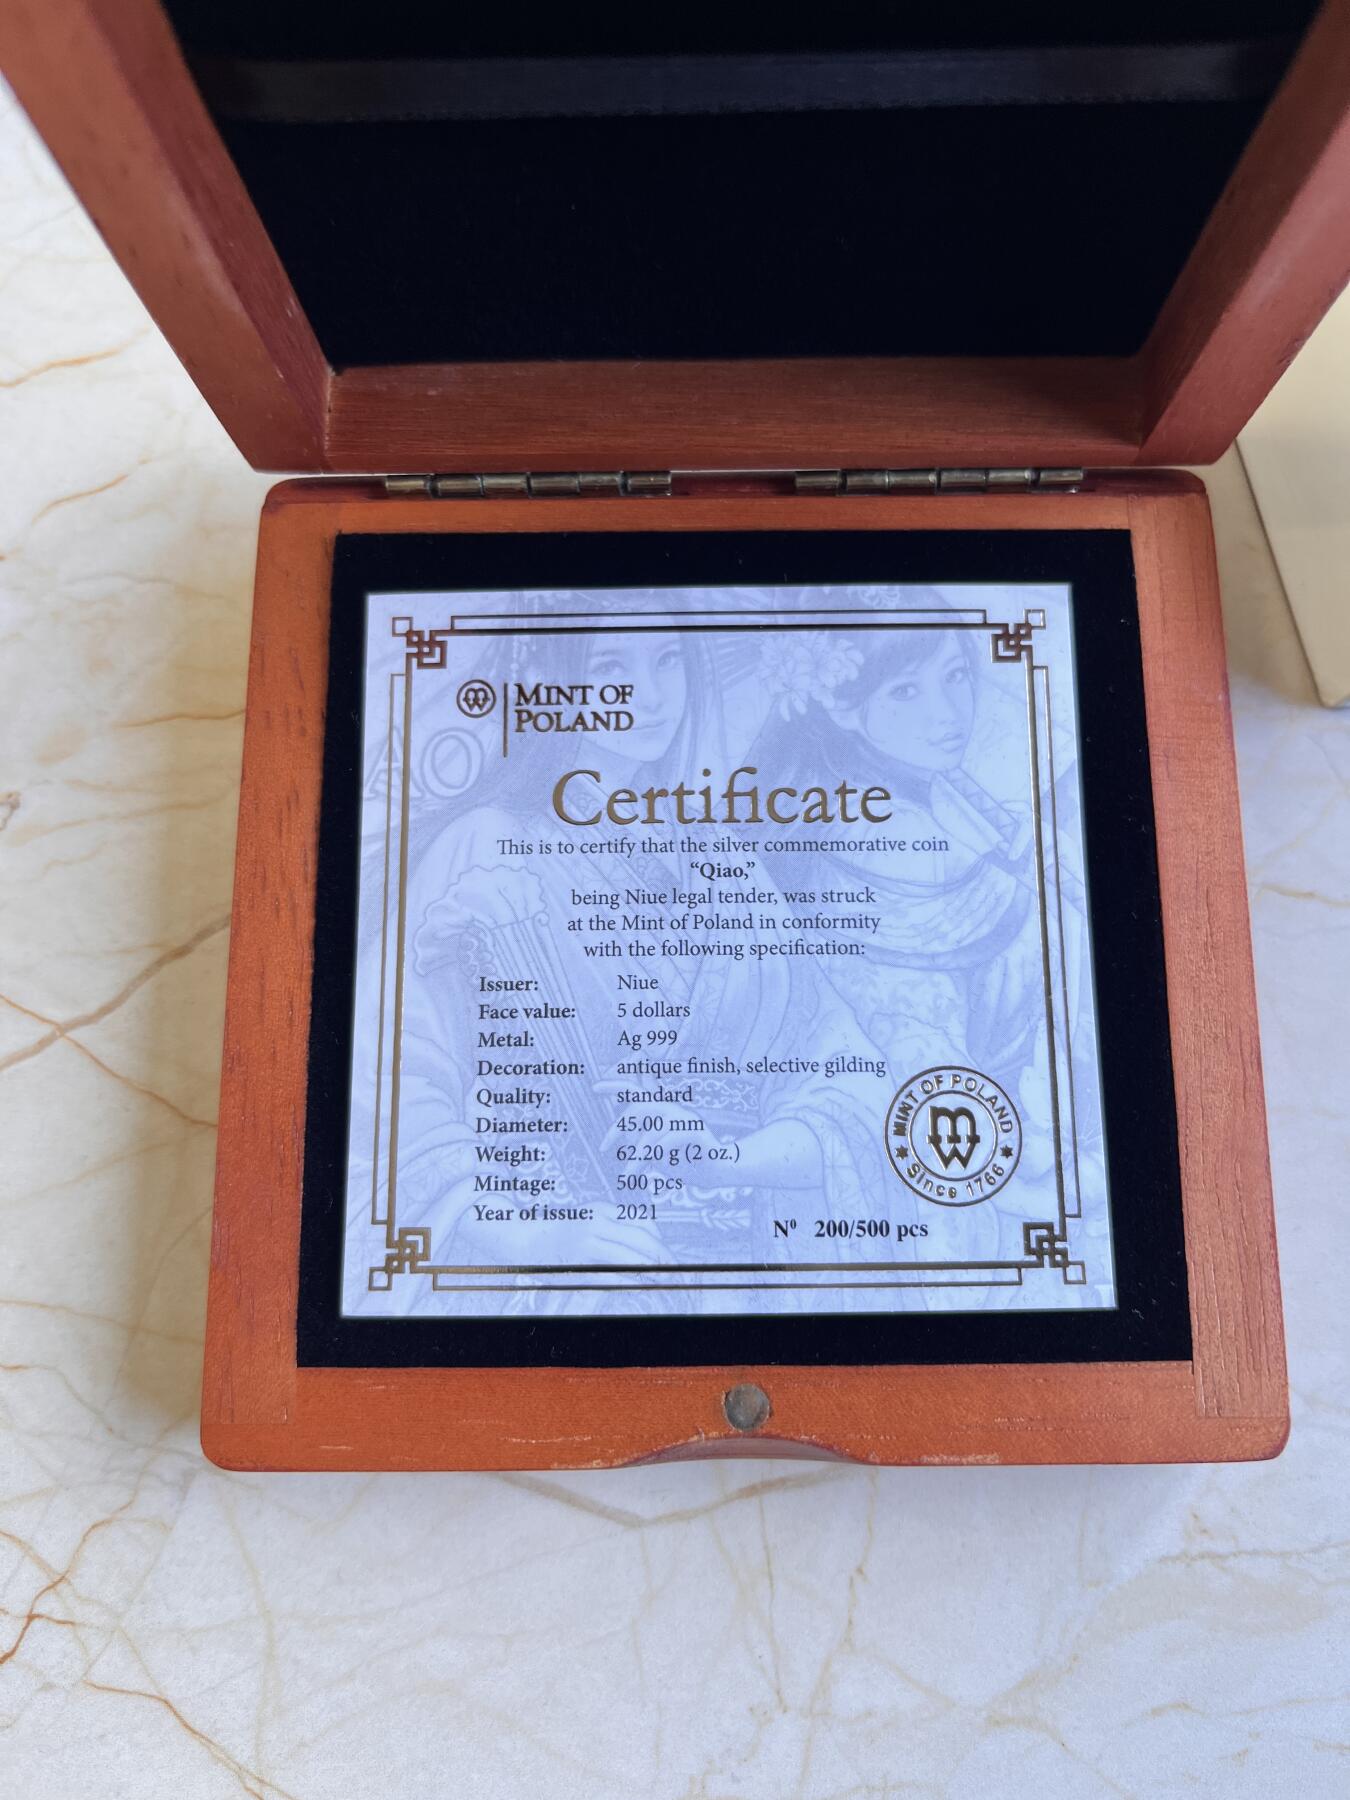 AO
MINT OF
POLAND
Certificate
This is to certify that the silver commemorative coin
“Qiao,”
being Niue legal tender, was struck
at the Mint of Poland in conformity
with the following specification:
Issuer: Niue
Face value: 5 dollars
Metal: Ag 999
Decoration: antique finish, selective gilding
Quality: standard
Diameter: 45.00 mm
Weight: 62.20 g (2 oz.)
Mintage: 500 pcs
Year of issue: 2021
MINT OF POLAND
MW
Since 1766
N⁰ 200/500 pcs